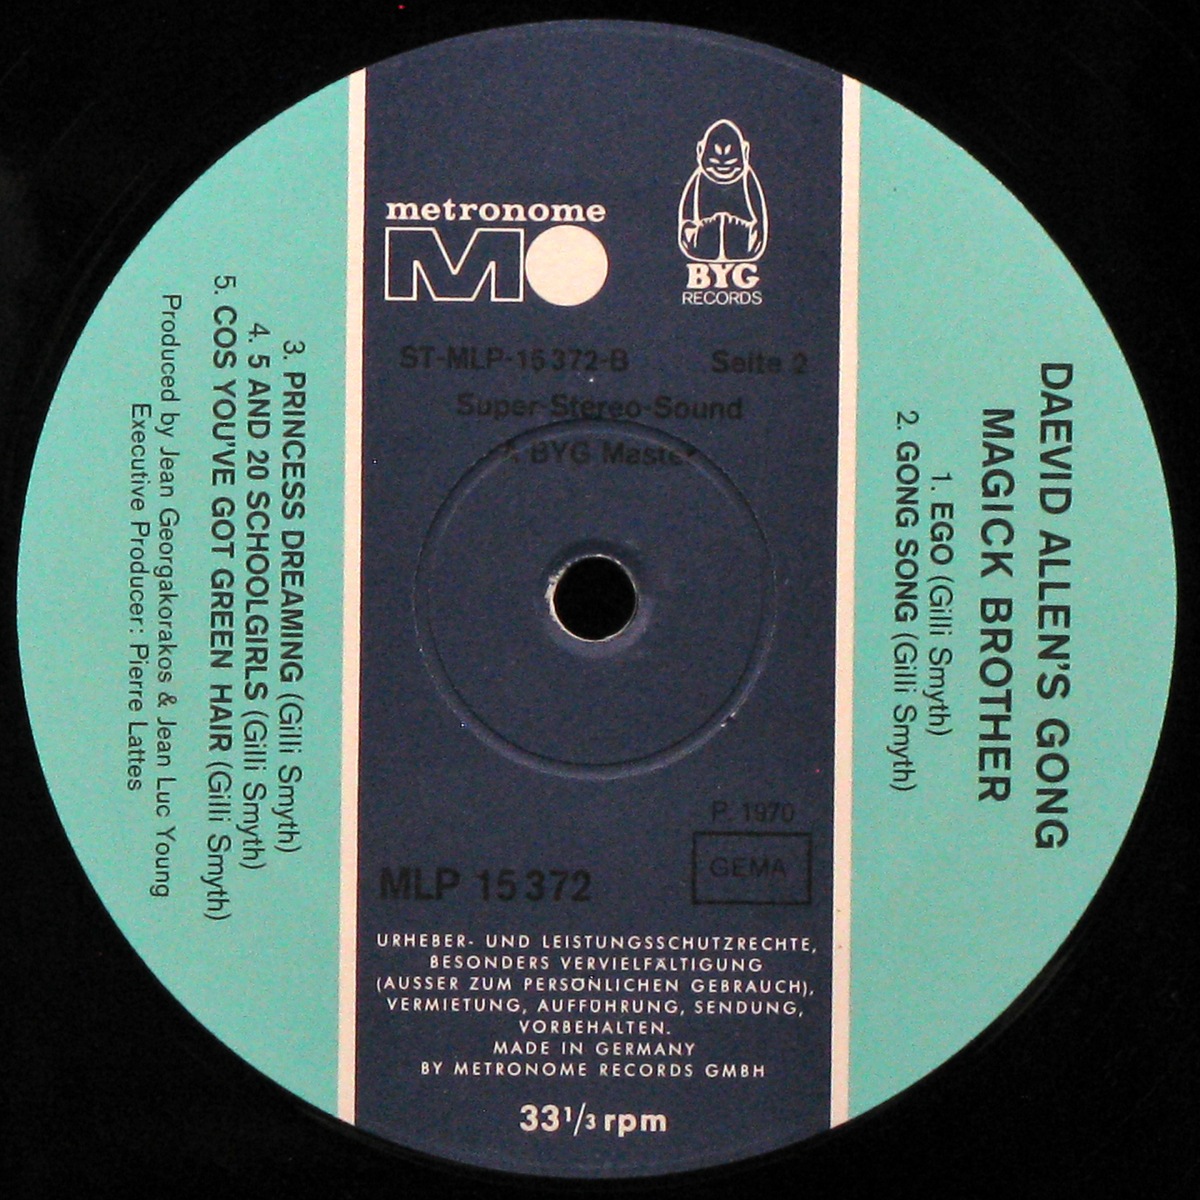 metronome
MO
BYG
RECORDS
ST-MLP-15 372-B Seite 2
Super-Stereo-Sound
A BYG Master
DAEVID ALLEN'S GONG
MAGICK BROTHER
1. EGO (Gilli Smyth)
2. GONG SONG (Gilli Smyth)
3. PRINCESS DREAMING (Gilli Smyth)
4. 5 AND 20 SCHOOLGIRLS (Gilli Smyth)
5. COS YOU'VE GOT GREEN HAIR (Gilli Smyth)
Produced by Jean Georgakorakos & Jean Luc Young
Executive Producer: Pierre Lattes
P. 1970
GEMA
MLP 15 372
URHEBER- UND LEISTUNGSSCHUTZRECHTE,
BESONDERS VERVIELFÄLTIGUNG
(AUSSER ZUM PERSÖNLICHEN GEBRAUCH),
VERMIETUNG, AUFFÜHRUNG, SENDUNG,
VORBEHALTEN.
MADE IN GERMANY
BY METRONOME RECORDS GMBH
33 1/3 rpm